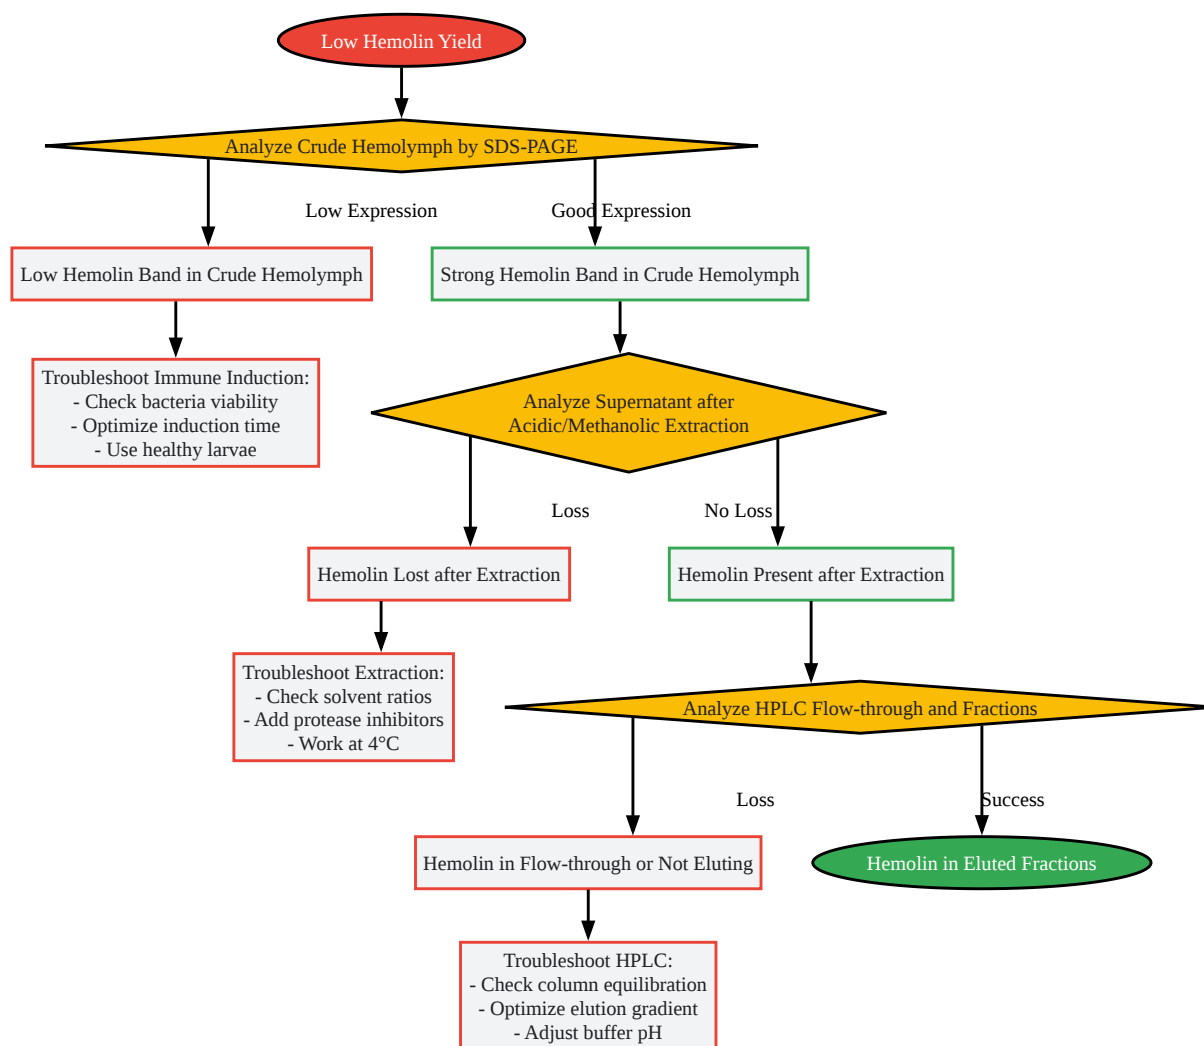 Low Hemolin Yield
Analyze Crude Hemolymph by SDS-PAGE
Low Expression
Good Expression
Low Hemolin Band in Crude Hemolymph
Strong Hemolin Band in Crude Hemolymph
Troubleshoot Immune Induction:
- Check bacteria viability
- Optimize induction time
- Use healthy larvae
Analyze Supernatant after
Acidic/Methanolic Extraction
Loss
No Loss
Hemolin Lost after Extraction
Hemolin Present after Extraction
Troubleshoot Extraction:
- Check solvent ratios
- Add protease inhibitors
- Work at 4°C
Analyze HPLC Flow-through and Fractions
Loss
Success
Hemolin in Flow-through or Not Eluting
Hemolin in Eluted Fractions
Troubleshoot HPLC:
- Check column equilibration
- Optimize elution gradient
- Adjust buffer pH